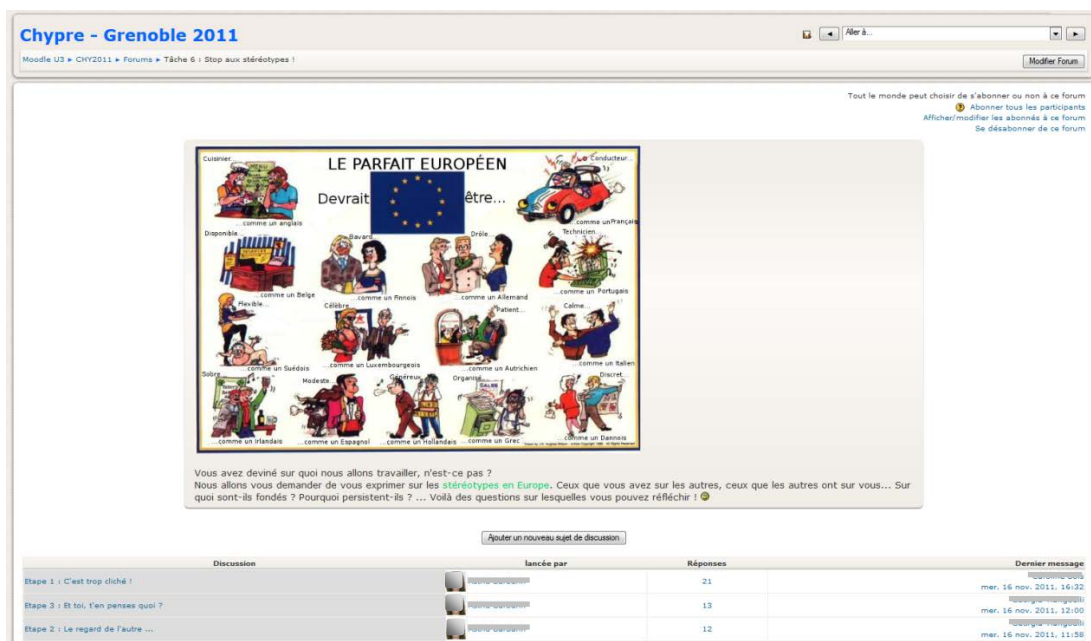 Chypre - Grenoble 2011
Aller à...
Moodle U3 ► CHY2011 ► Forums ► Tâche 6 : Stop aux stéréotypes !
Modifier Forum
Tout le monde peut choisir de s'abonner ou non à ce forum
Abonner tous les participants
Afficher/modifier les abonnés à ce forum
Se désabonner de ce forum
LE PARFAIT EUROPÉEN
Devrait être...
Cuisinier...
...comme un anglais
Conducteur...
...comme un Français
Disponible...
...comme un Belge
Bavard...
...comme un Finnois
Drôle...
...comme un Allemand
Technicien...
...comme un Portugais
Flexible...
...comme un Suédois
Célèbre...
...comme un Luxembourgeois
Patient...
...comme un Autrichien
Calme...
...comme un Italien
Sobre...
...comme un Irlandais
Modeste...
...comme un Espagnol
Généreux...
...comme un Hollandais
Organisé...
...comme un Grec
Discret...
...comme un Dannois
Vous avez deviné sur quoi nous allons travailler, n'est-ce pas ?
Nous allons vous demander de vous exprimer sur les stéréotypes en Europe. Ceux que vous avez sur les autres, ceux que les autres ont sur vous... Sur
quoi sont-ils fondés ? Pourquoi persistent-ils ? ... Voilà des questions sur lesquelles vous pouvez réfléchir !
Ajouter un nouveau sujet de discussion
Discussion lancée par Réponses Dernier message
Etape 1 : C'est trop cliché ! 21
mer. 16 nov. 2011, 16:32
Etape 3 : Et toi, t'en penses quoi ? 13
mer. 16 nov. 2011, 12:00
Etape 2 : Le regard de l'autre ... 12
mer. 16 nov. 2011, 11:58